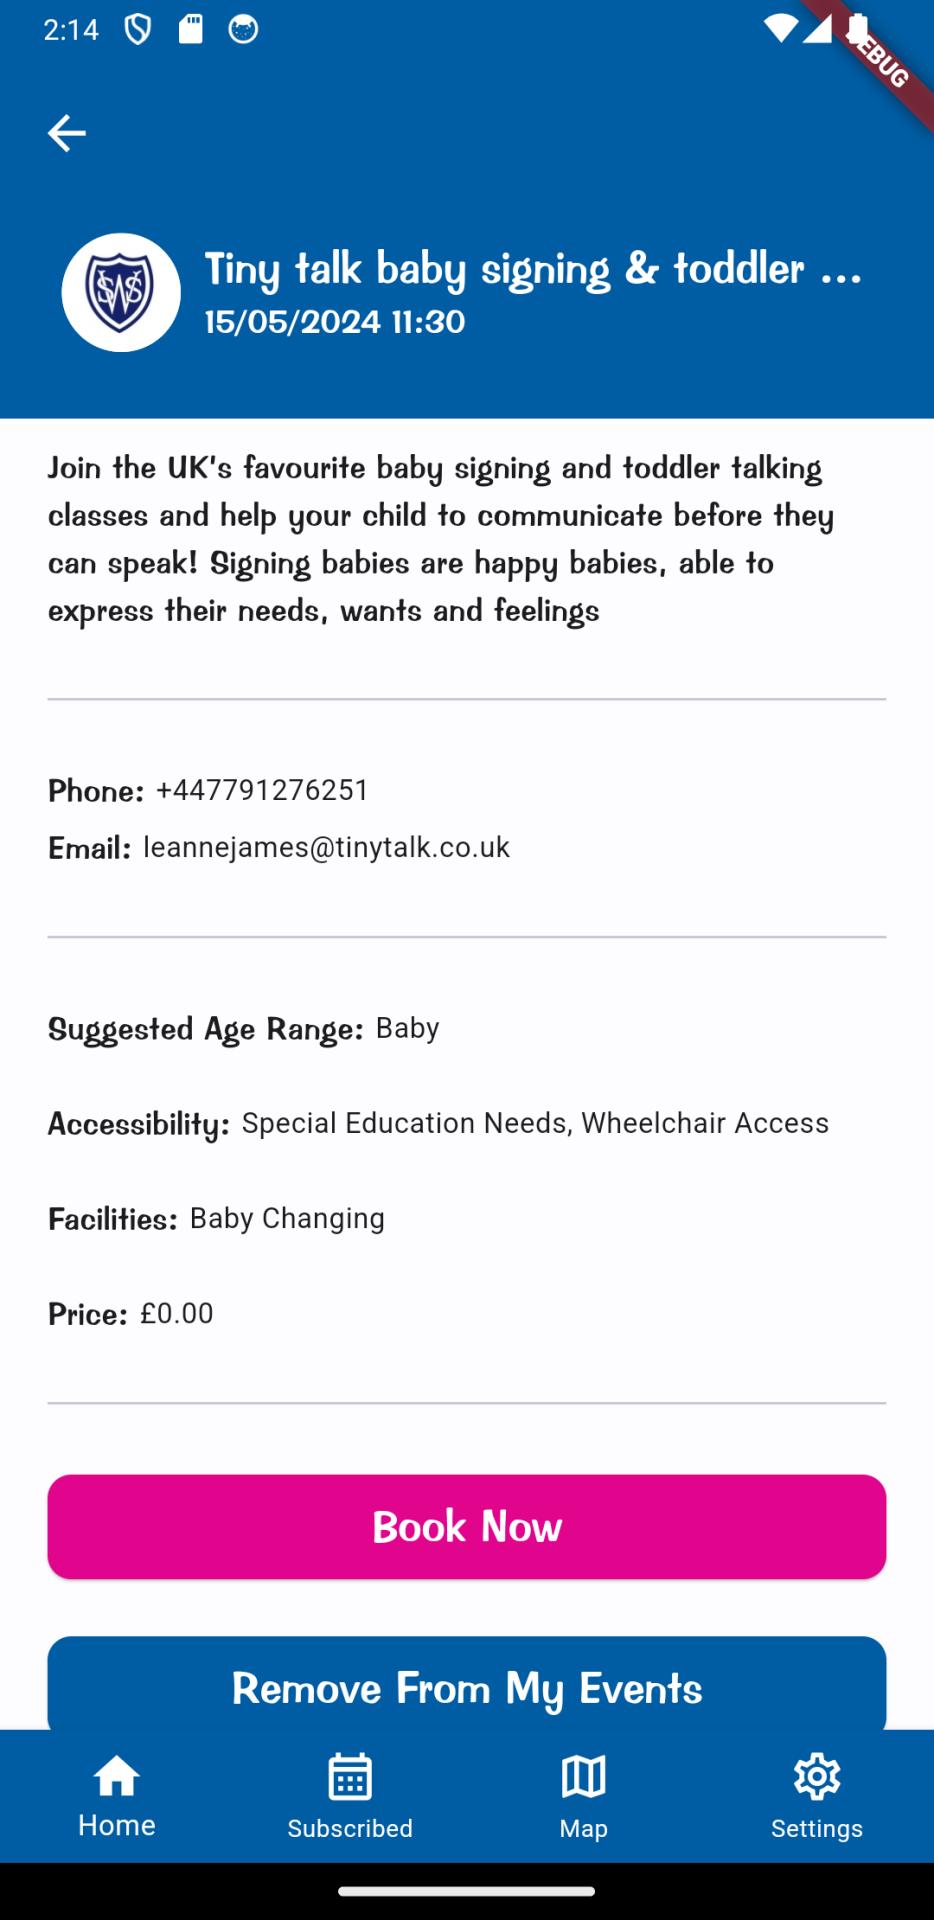 2:14
DEBUG
SWS
Tiny talk baby signing & toddler ...
15/05/2024 11:30
Join the UK's favourite baby signing and toddler talking
classes and help your child to communicate before they
can speak! Signing babies are happy babies, able to
express their needs, wants and feelings
Phone: +447791276251
Email: leannejames@tinytalk.co.uk
Suggested Age Range: Baby
Accessibility: Special Education Needs, Wheelchair Access
Facilities: Baby Changing
Price: £0.00
Book Now
Remove From My Events
Home
Subscribed
Map
Settings